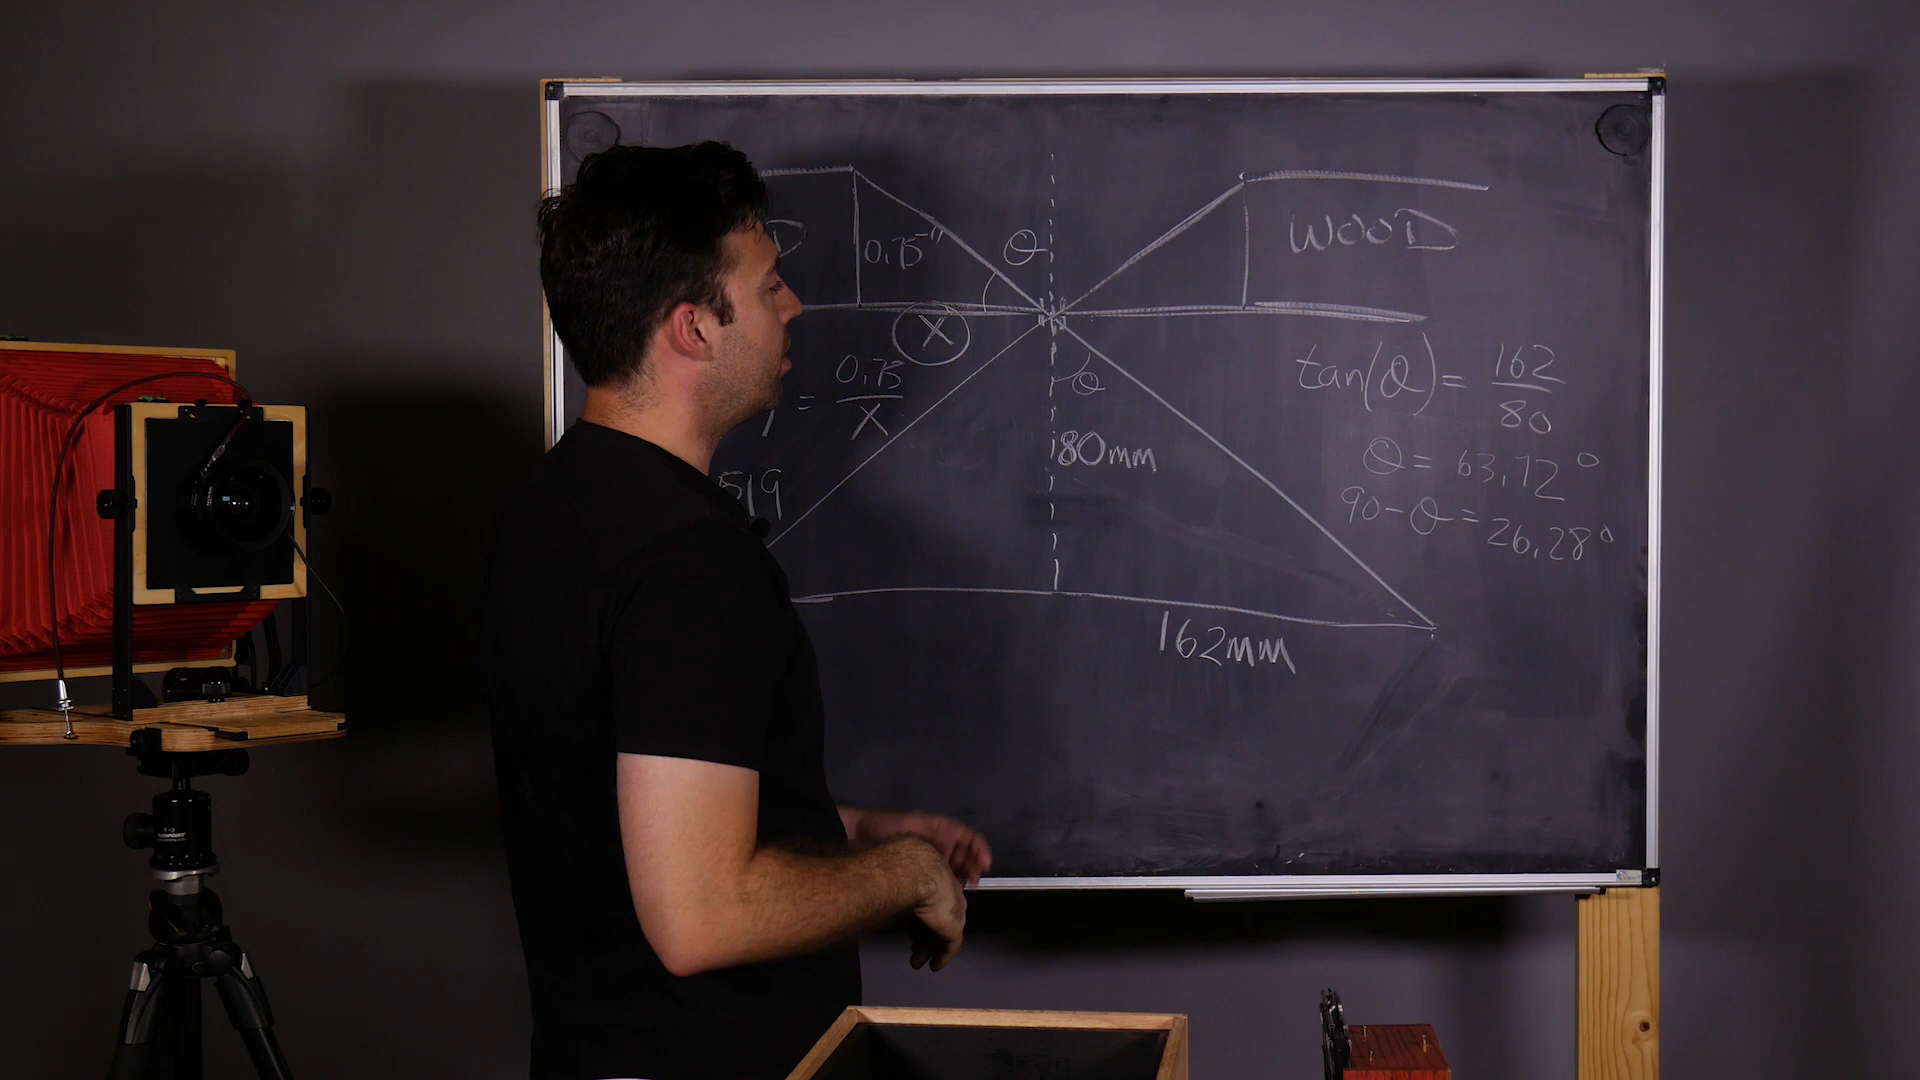 D
0.75"
θ
WOOD
X
0.75
= —
X
θ
tan(θ) = 162
80
80mm
θ = 63.72°
519
90-θ = 26.28°
162mm